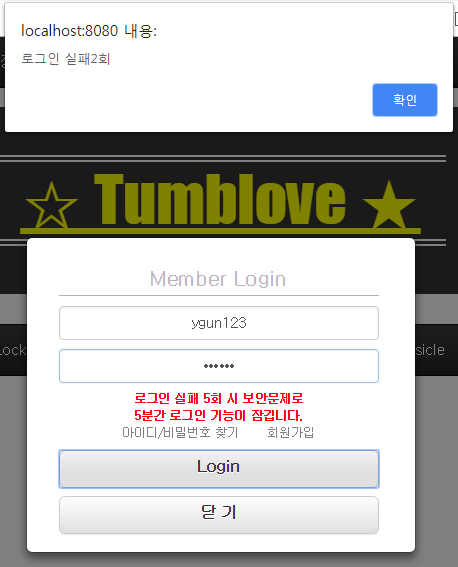 localhost:8080 내용:
로그인 실패2회
확인
☆ Tumblove ★
Member Login
ygun123
••••••
로그인 실패 5회 시 보안문제로
5분간 로그인 기능이 잠깁니다.
아이디/비밀번호 찾기 회원가입
Login
닫 기